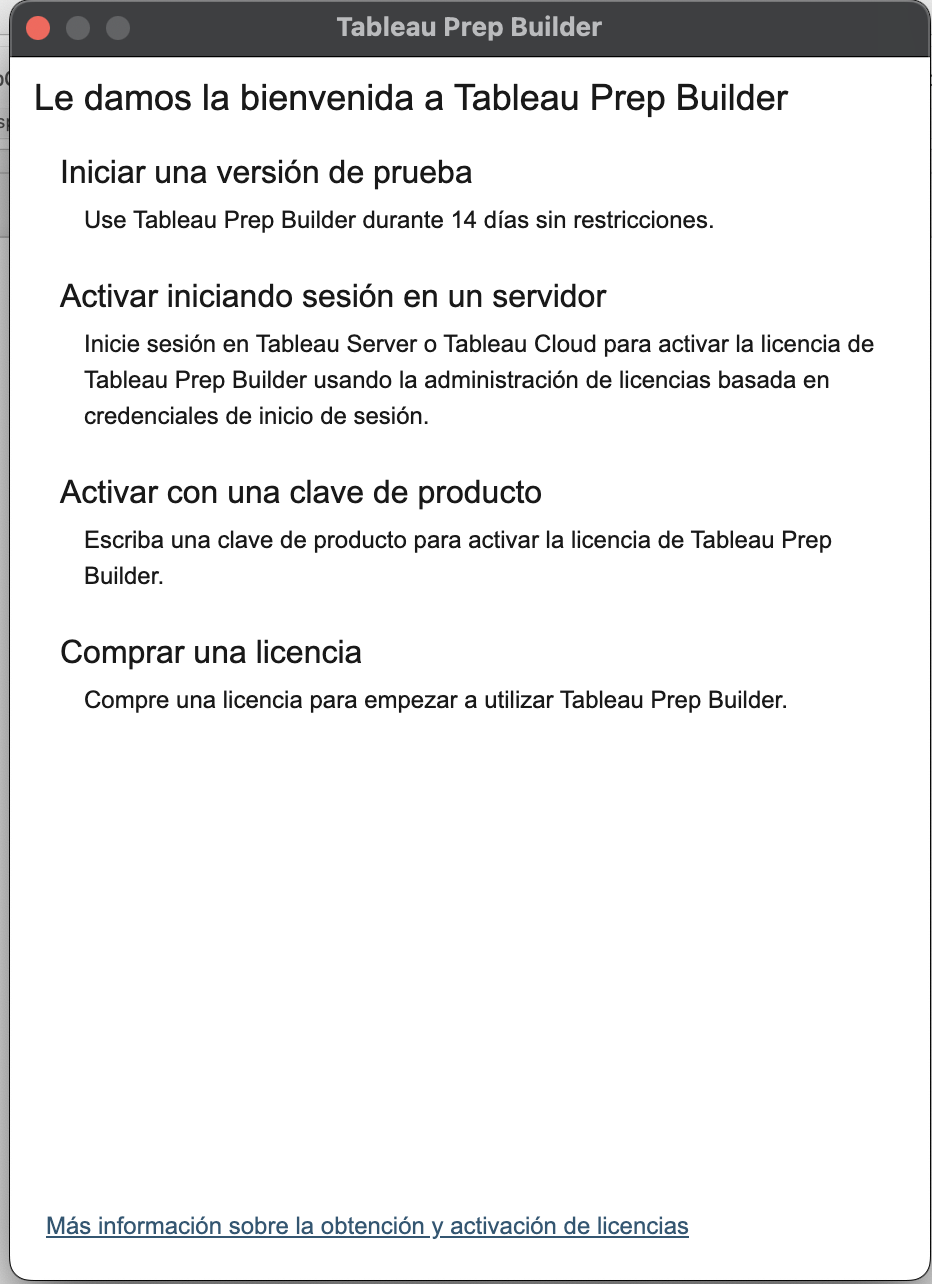 Tableau Prep Builder
Le damos la bienvenida a Tableau Prep Builder
Iniciar una versión de prueba
Use Tableau Prep Builder durante 14 días sin restricciones.
Activar iniciando sesión en un servidor
Inicie sesión en Tableau Server o Tableau Cloud para activar la licencia de
Tableau Prep Builder usando la administración de licencias basada en
credenciales de inicio de sesión.
Activar con una clave de producto
Escriba una clave de producto para activar la licencia de Tableau Prep
Builder.
Comprar una licencia
Compre una licencia para empezar a utilizar Tableau Prep Builder.
Más información sobre la obtención y activación de licencias